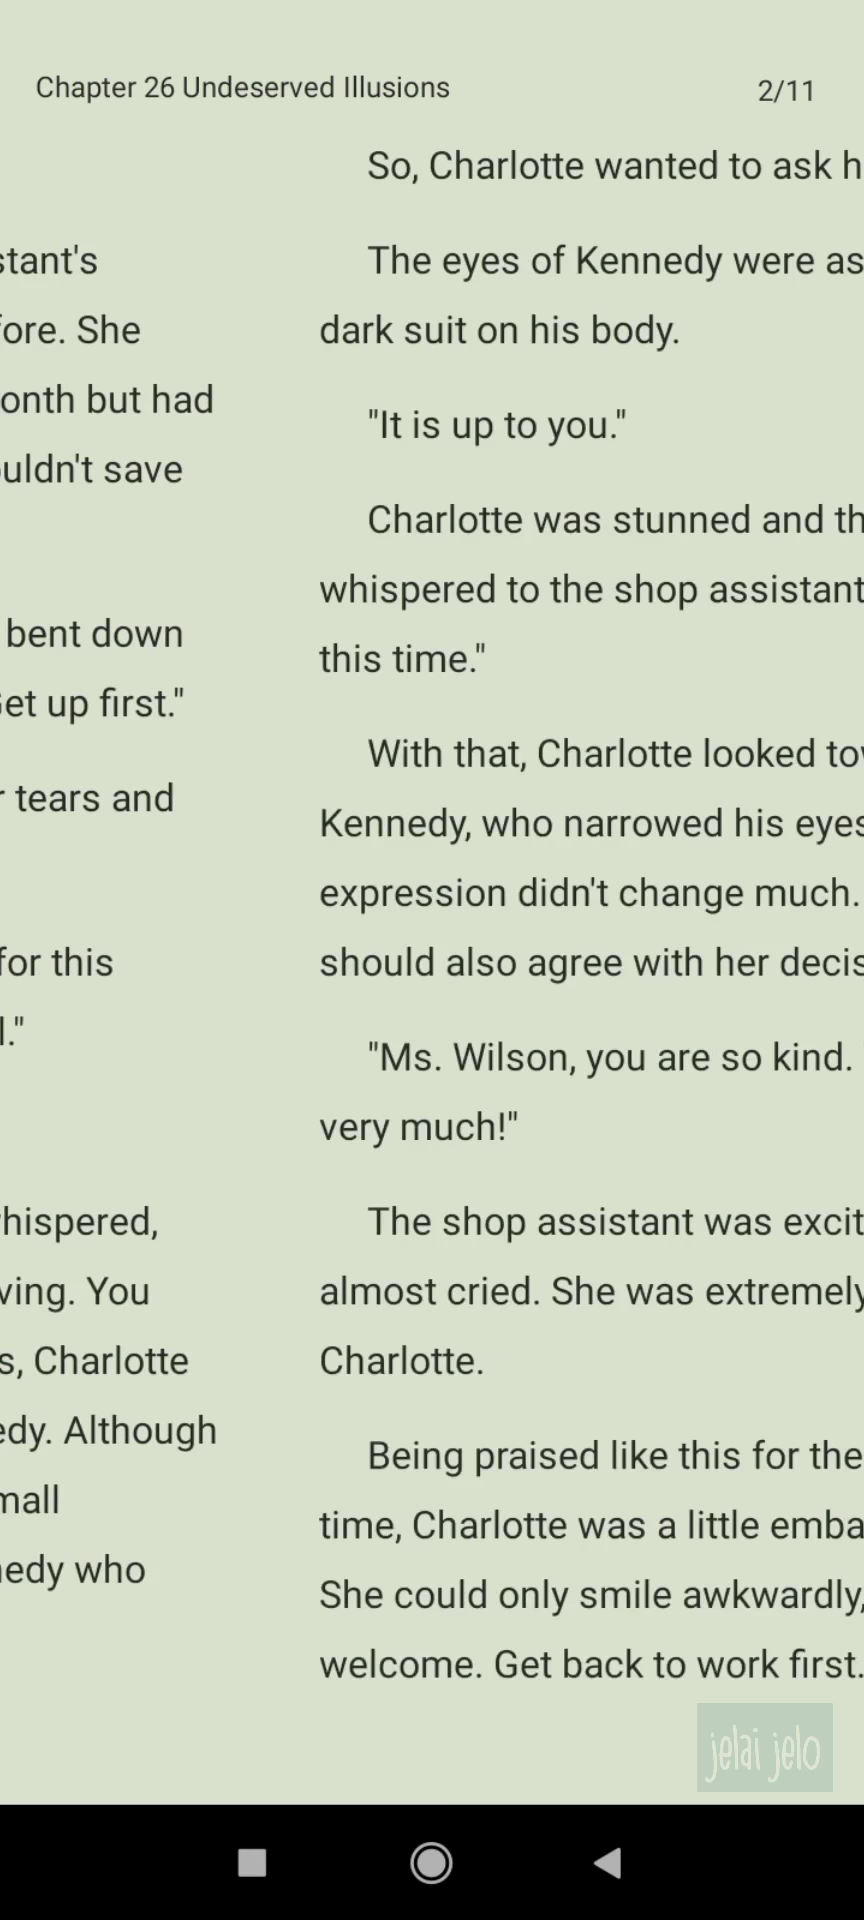 Chapter 26 Undeserved Illusions
2/11
stant's
fore. She
onth but had
uldn't save
bent down
Get up first."
r tears and
for this
l."
whispered,
ving. You
s, Charlotte
edy. Although
mall
nedy who
So, Charlotte wanted to ask h
The eyes of Kennedy were as
dark suit on his body.
"It is up to you."
Charlotte was stunned and th
whispered to the shop assistant
this time."
With that, Charlotte looked tow
Kennedy, who narrowed his eyes
expression didn't change much.
should also agree with her decis
"Ms. Wilson, you are so kind.
very much!"
The shop assistant was excit
almost cried. She was extremely
Charlotte.
Being praised like this for the
time, Charlotte was a little emba
She could only smile awkwardly,
welcome. Get back to work first.
jelai jelo